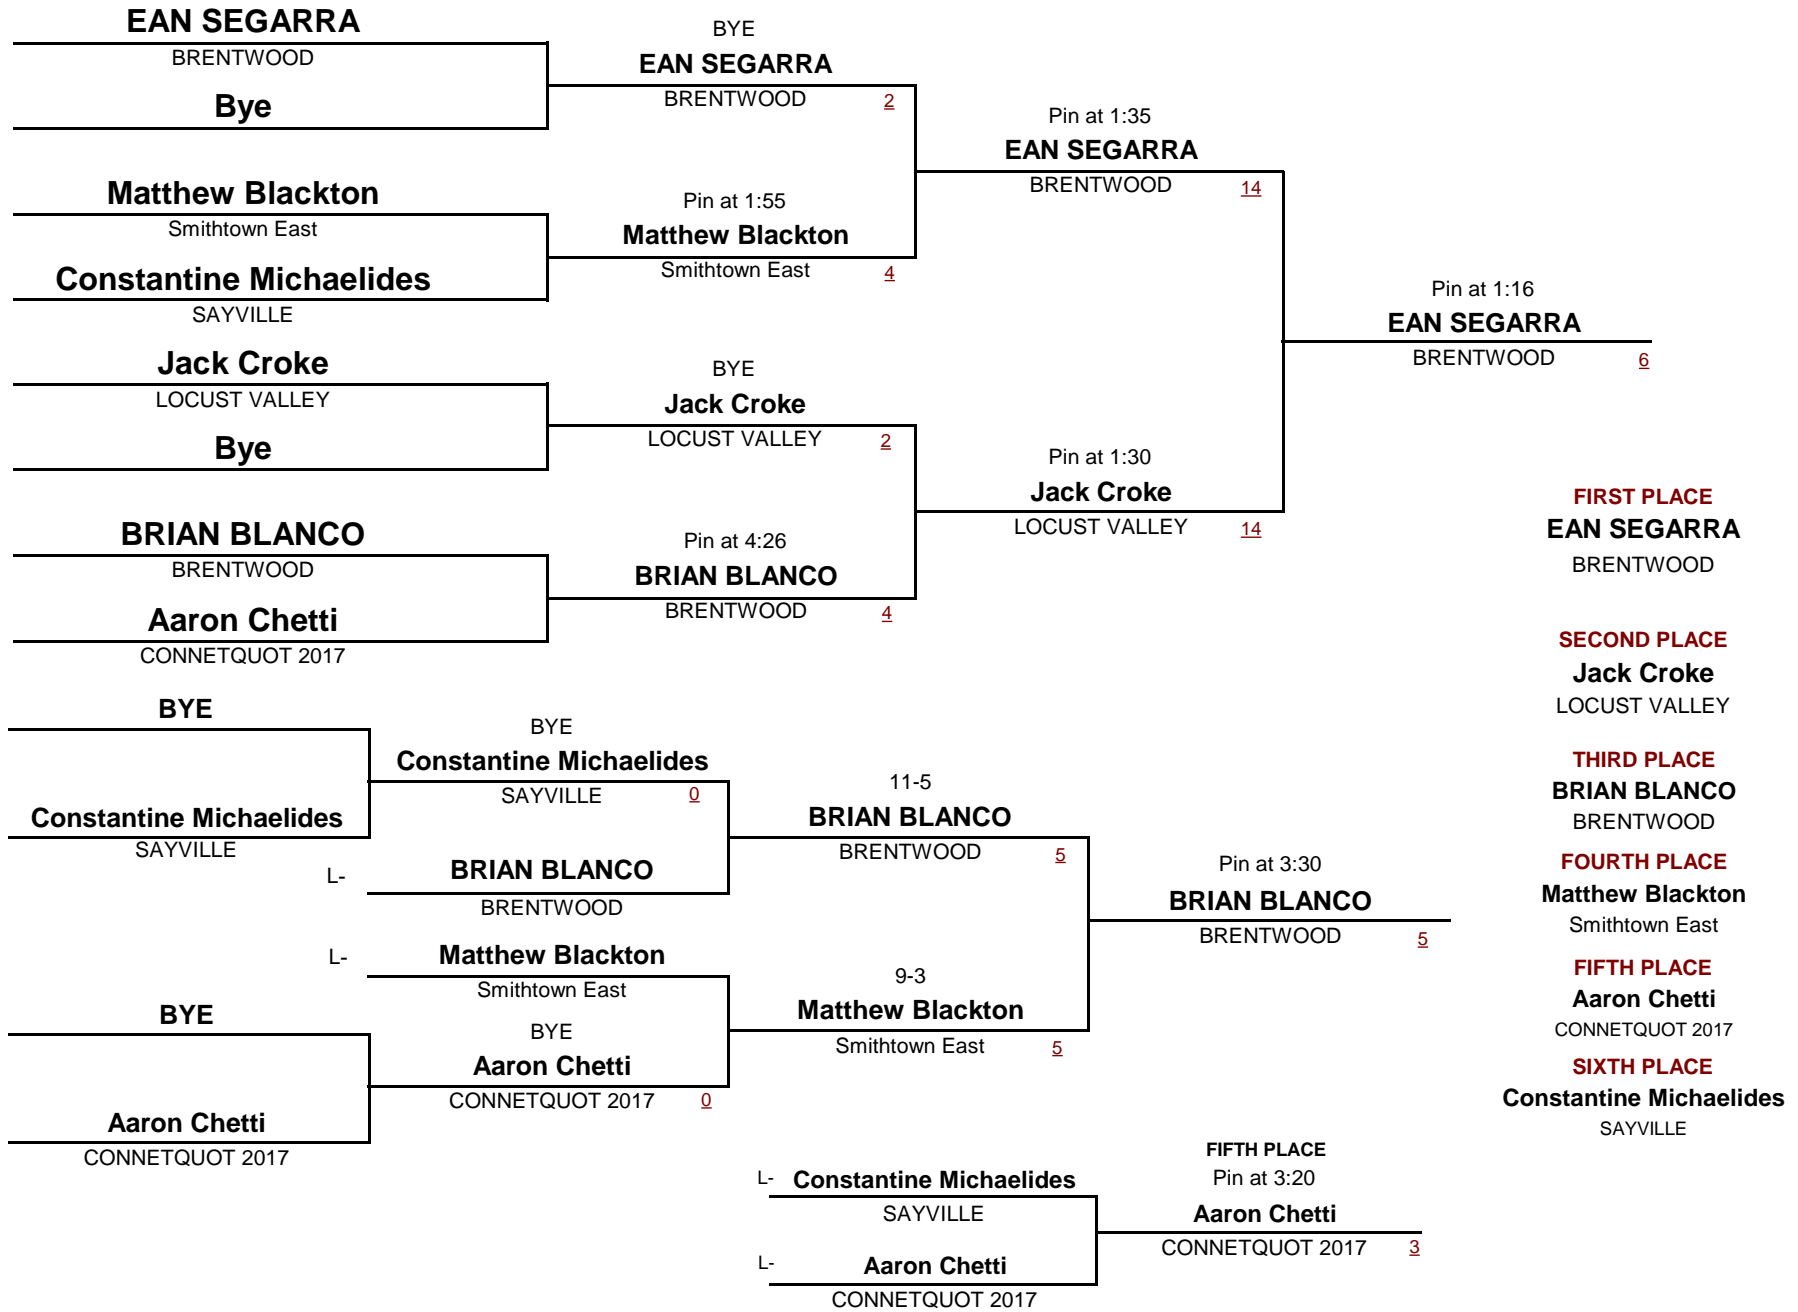 EAN SEGARRA
BRENTWOOD
Bye
Matthew Blackton
Smithtown East
Constantine Michaelides
SAYVILLE
Jack Croke
LOCUST VALLEY
Bye
BRIAN BLANCO
BRENTWOOD
Aaron Chetti
CONNETQUOT 2017
BYE
EAN SEGARRA
BRENTWOOD 2
Pin at 1:55
Matthew Blackton
Smithtown East 4
BYE
Jack Croke
LOCUST VALLEY 2
Pin at 4:26
BRIAN BLANCO
BRENTWOOD 4
Pin at 1:35
EAN SEGARRA
BRENTWOOD 14
Pin at 1:30
Jack Croke
LOCUST VALLEY 14
Pin at 1:16
EAN SEGARRA
BRENTWOOD 6
BYE
Constantine Michaelides
SAYVILLE
BYE
Aaron Chetti
CONNETQUOT 2017
BYE
Constantine Michaelides
SAYVILLE 0
L- BRIAN BLANCO
BRENTWOOD
L- Matthew Blackton
Smithtown East
BYE
Aaron Chetti
CONNETQUOT 2017 0
11-5
BRIAN BLANCO
BRENTWOOD 5
9-3
Matthew Blackton
Smithtown East 5
Pin at 3:30
BRIAN BLANCO
BRENTWOOD 5
L- Constantine Michaelides
SAYVILLE
L- Aaron Chetti
CONNETQUOT 2017
FIFTH PLACE
Pin at 3:20
Aaron Chetti
CONNETQUOT 2017 3
FIRST PLACE
EAN SEGARRA
BRENTWOOD
SECOND PLACE
Jack Croke
LOCUST VALLEY
THIRD PLACE
BRIAN BLANCO
BRENTWOOD
FOURTH PLACE
Matthew Blackton
Smithtown East
FIFTH PLACE
Aaron Chetti
CONNETQUOT 2017
SIXTH PLACE
Constantine Michaelides
SAYVILLE